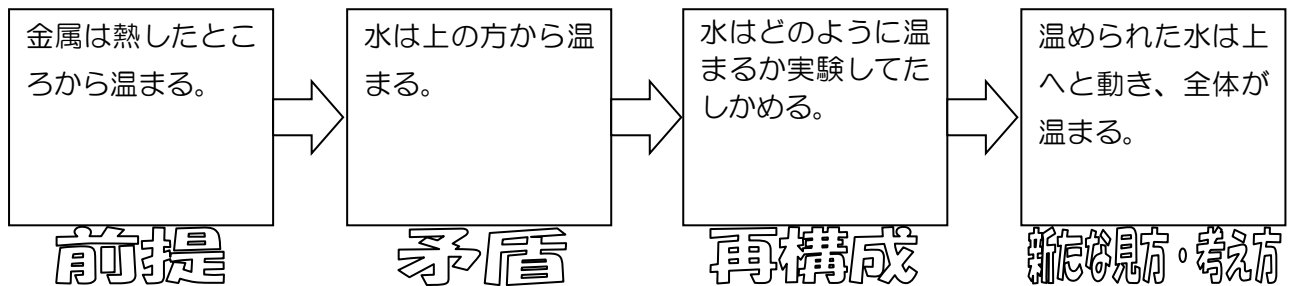 金属は熱したとこ
ろから温まる。
水は上の方から温
まる。
水はどのように温
まるか実験してた
しかめる。
温められた水は上
へと動き、全体が
温まる。
前提
矛盾
再構成
新たな見方・考え方